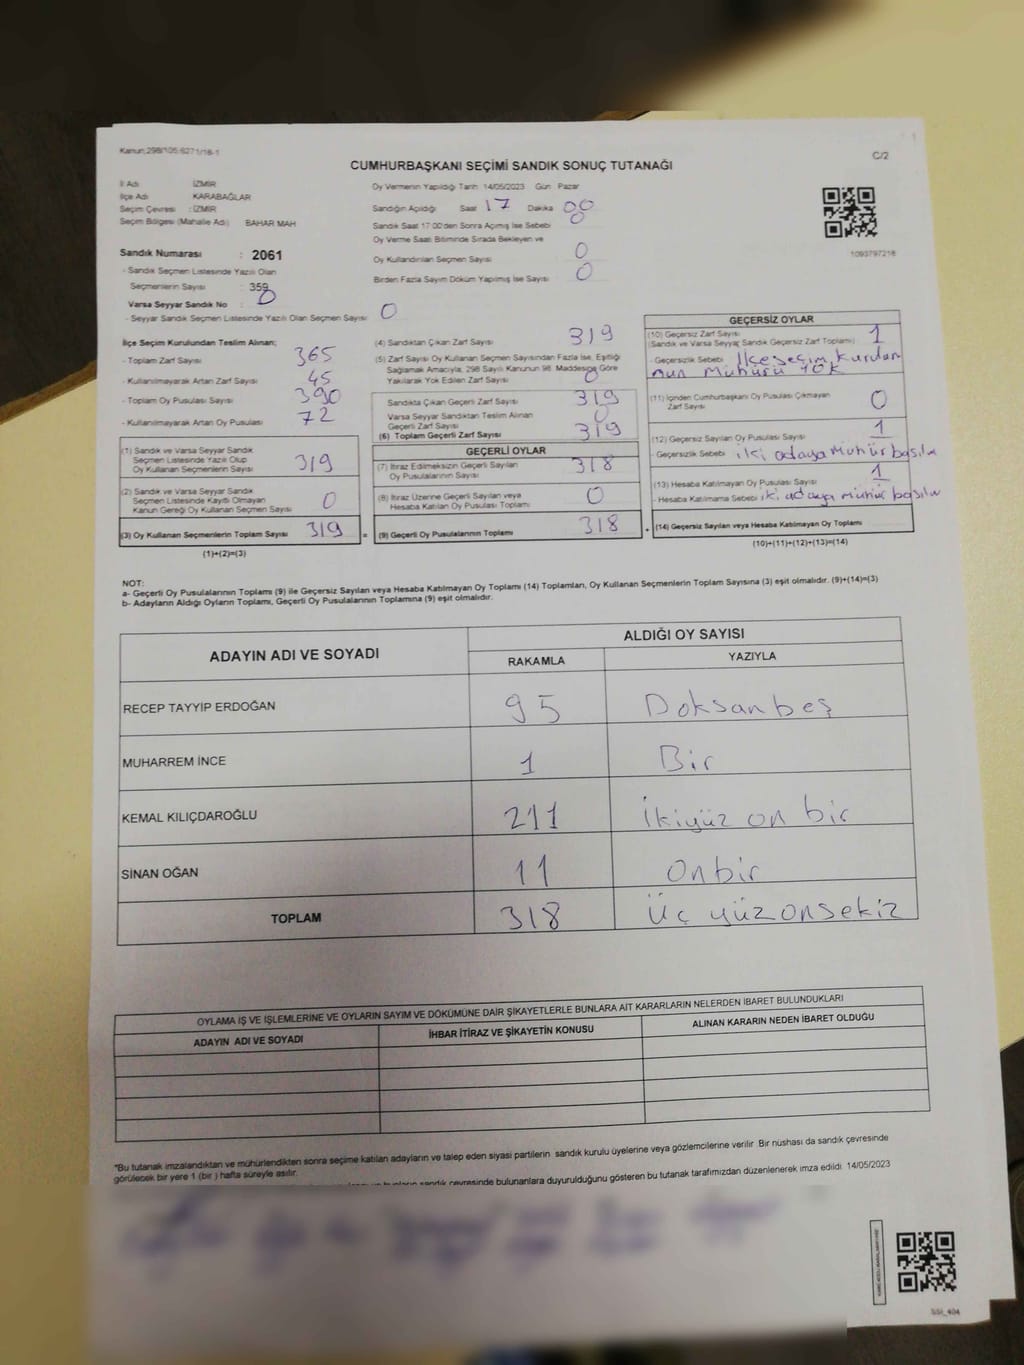 Kanun:298/105:6271/18-1
CUMHURBAŞKANI SEÇİMİ SANDIK SONUÇ TUTANAĞI
C/2
İl Adı : İZMİR
İlçe Adı KARABAĞLAR
Seçim Çevresi : İZMİR
Seçim Bölgesi (Mahalle Adı) BAHAR MAH
Sandık Numarası : 2061
- Sandık Seçmen Listesinde Yazılı Olan
Seçmenlerin Sayısı : 359
Varsa Seyyar Sandık No : 0
- Seyyar Sandık Seçmen Listesinde Yazılı Olan Seçmen Sayısı 0
Oy Vermenin Yapıldığı Tarih 14/05/2023 Gün Pazar
Sandığın Açıldığı Saat 17 Dakika 00
Sandık Saat 17:00'den Sonra Açılmış İse Sebebi 0
Oy Verme Saati Bitiminde Sırada Bekleyen ve
Oy Kullandırılan Seçmen Sayısı 0
Birden Fazla Sayım Döküm Yapılmış İse Sayısı 0
1093797216
İlçe Seçim Kurulundan Teslim Alınan;
- Toplam Zarf Sayısı 365
- Kullanılmayarak Artan Zarf Sayısı 45
- Toplam Oy Pusulası Sayısı 390
- Kullanılmayarak Artan Oy Pusulası 72
(1) Sandık ve Varsa Seyyar Sandık
Seçmen Listesinde Yazılı Olup
Oy Kullanan Seçmenlerin Sayısı 319
(2) Sandık ve Varsa Seyyar Sandık
Seçmen Listesinde Kayıtlı Olmayan
Kanun Gereği Oy Kullanan Seçmen Sayısı 0
(3) Oy Kullanan Seçmenlerin Toplam Sayısı 319 =
(1)+(2)=(3)
(4) Sandıktan Çıkan Zarf Sayısı 319
(5) Zarf Sayısı Oy Kullanan Seçmen Sayısından Fazla İse, Eşitliği
Sağlamak Amacıyla, 298 Sayılı Kanunun 98. Maddesine Göre
Yakılarak Yok Edilen Zarf Sayısı 0
Sandıkta Çıkan Geçerli Zarf Sayısı 319
Varsa Seyyar Sandıktan Teslim Alınan
Geçerli Zarf Sayısı 0
(6) Toplam Geçerli Zarf Sayısı 319
GEÇERLİ OYLAR
(7) İtiraz Edilmeksizin Geçerli Sayılan
Oy Pusulalarının Sayısı 318
(8) İtiraz Üzerine Geçerli Sayılan veya
Hesaba Katılan Oy Pusulası Toplamı 0
(9) Geçerli Oy Pusulalarının Toplamı 318 +
GEÇERSİZ OYLAR
(10) Geçersiz Zarf Sayısı
(Sandık ve Varsa Seyyar Sandık Geçersiz Zarf Toplamı) 1
- Geçersizlik Sebebi İlçe seçim, kurulu
nun Mühürü YOK
(11) İçinden Cumhurbaşkanı Oy Pusulası Çıkmayan
Zarf Sayısı 0
(12) Geçersiz Sayılan Oy Pusulası Sayısı 1
- Geçersizlik Sebebi iki adaya Mühür basılır
(13) Hesaba Katılmayan Oy Pusulası Sayısı 1
- Hesaba Katılmama Sebebi iki adaya mühür basılır
(14) Geçersiz Sayılan veya Hesaba Katılmayan Oy Toplamı
(10)+(11)+(12)+(13)=(14)
NOT:
a- Geçerli Oy Pusulalarının Toplamı (9) ile Geçersiz Sayılan veya Hesaba Katılmayan Oy Toplamı (14) Toplamları, Oy Kullanan Seçmenlerin Toplam Sayısına (3) eşit olmalıdır. (9)+(14)=(3)
b- Adayların Aldığı Oyların Toplamı, Geçerli Oy Pusulalarının Toplamına (9) eşit olmalıdır.
ADAYIN ADI VE SOYADI
ALDIĞI OY SAYISI
RAKAMLA YAZIYLA
RECEP TAYYİP ERDOĞAN 95 Doksan beş
MUHARREM İNCE 1 Bir
KEMAL KILIÇDAROĞLU 211 İkiyüz on bir
SİNAN OĞAN 11 onbir
TOPLAM 318 Üç yüz onsekiz
OYLAMA İŞ VE İŞLEMLERİNE VE OYLARIN SAYIM VE DÖKÜMÜNE DAİR ŞİKAYETLERLE BUNLARA AİT KARARLARIN NELERDEN İBARET BULUNDUKLARI
ADAYIN ADI VE SOYADI İHBAR İTİRAZ VE ŞİKAYETİN KONUSU ALINAN KARARIN NEDEN İBARET OLDUĞU
*Bu tutanak imzalandıktan ve mühürlendikten sonra seçime katılan adayların ve talep eden siyasi partilerin sandık kurulu üyelerine veya gözlemcilerine verilir. Bir nüshası da sandık çevresinde
görülecek bir yere 1 (bir ) hafta süreyle asılır.
sandık çevresinde bulunanlara duyurulduğunu gösteren bu tutanak tarafımızdan düzenlenerek imza edildi. 14/05/2023
SSİ_404